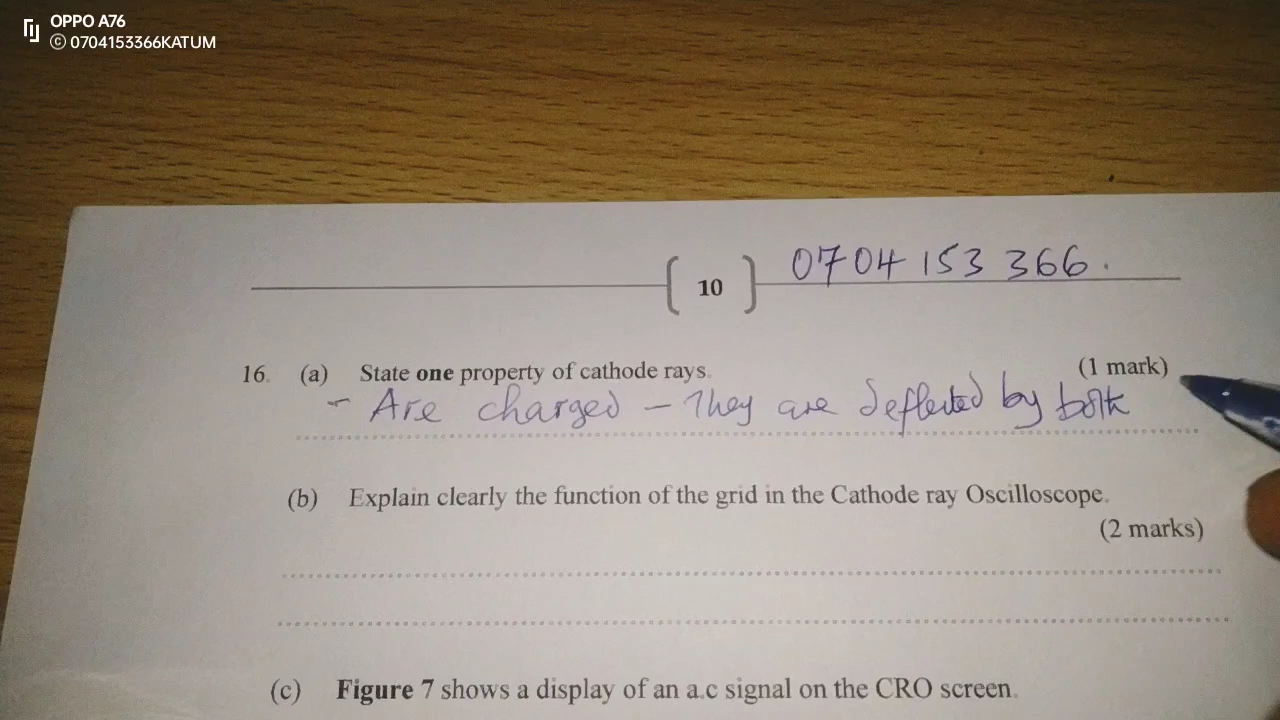 OPPO A76
© 0704153366KATUM
10 0704 153 366.
16. (a) State one property of cathode rays. (1 mark)
- Are charged - They are deflected by both
(b) Explain clearly the function of the grid in the Cathode ray Oscilloscope.
(2 marks)
(c) Figure 7 shows a display of an a.c signal on the CRO screen.